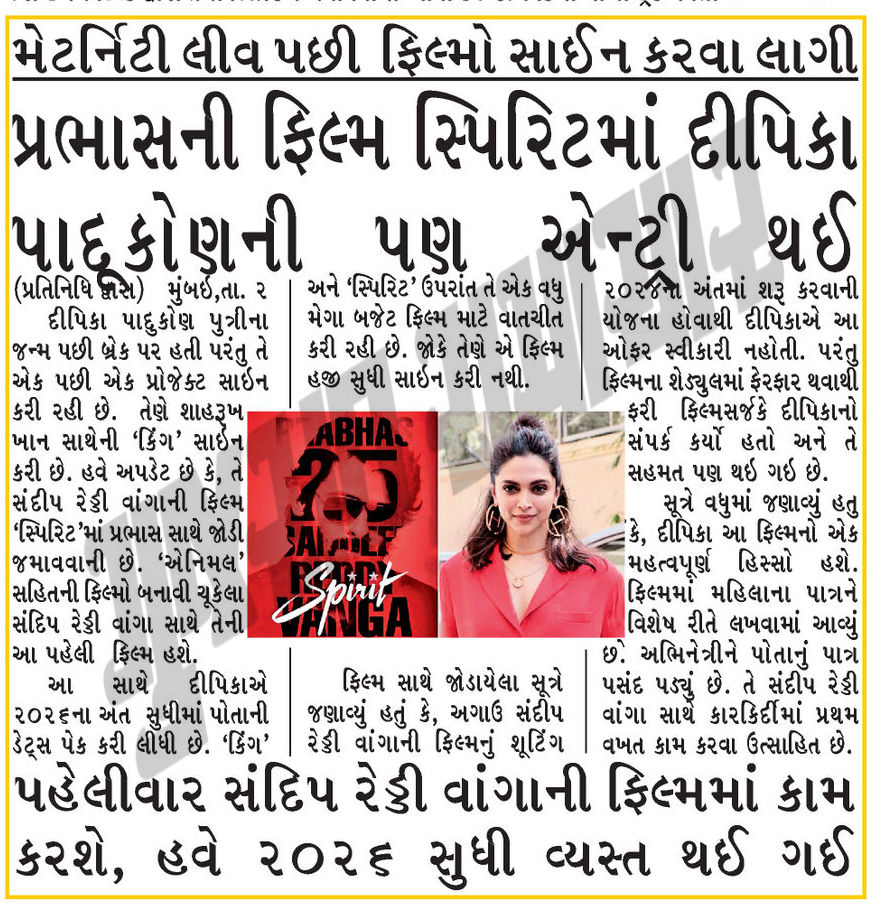 મેટર્નિટી લીવ પછી ફિલ્મો સાઈન કરવા લાગી
પ્રભાસની ફિલ્મ સ્પિરિટમાં દીપિકા
પાદૂકોણની પણ એન્ટ્રી થઈ
(પ્રતિનિધિ દ્વારા) મુંબઇ,તા. ૨
દીપિકા પાદુકોણ પુત્રીના
જન્મ પછી બ્રેક પર હતી પરંતુ તે
એક પછી એક પ્રોજેક્ટ સાઈન
કરી રહી છે. તેણે શાહરૂખ
ખાન સાથેની ‘કિંગ’ સાઈન
કરી છે. હવે અપડેટ છે કે, તે
સંદીપ રેડ્ડી વાંગાની ફિલ્મ
‘સ્પિરિટ’માં પ્રભાસ સાથે જોડી
જમાવવાની છે. ‘એનિમલ’
સહિતની ફિલ્મો બનાવી ચૂકેલા
સંદિપ રેડ્ડી વાંગા સાથે તેની
આ પહેલી ફિલ્મ હશે.
આ સાથે દીપિકાએ
૨૦૨૬ના અંત સુધીમાં પોતાની
ડેટ્સ પેક કરી લીધી છે. ‘કિંગ’
અને ‘સ્પિરિટ’ ઉપરાંત તે એક વધુ
મેગા બજેટ ફિલ્મ માટે વાતચીત
કરી રહી છે. જોકે તેણે એ ફિલ્મ
હજી સુધી સાઈન કરી નથી.
PRABHAS
25
SANDEEP
REDDY
VANGA
Spirit
ફિલ્મ સાથે જોડાયેલા સૂત્રે
જણાવ્યું હતું કે, અગાઉ સંદીપ
રેડ્ડી વાંગાની ફિલ્મનું શૂટિંગ
૨૦૨૪ના અંતમાં શરૂ કરવાની
યોજના હોવાથી દીપિકાએ આ
ઓફર સ્વીકારી નહોતી. પરંતુ
ફિલ્મના શેડ્યુલમાં ફેરફાર થવાથી
ફરી ફિલ્મસર્જકે દીપિકાનો
સંપર્ક કર્યો હતો અને તે
સહમત પણ થઇ ગઇ છે.
સૂત્રે વધુમાં જણાવ્યું હતુ
કે, દીપિકા આ ફિલ્મનો એક
મહત્વપૂર્ણ હિસ્સો હશે.
ફિલ્મમાં મહિલાના પાત્રને
વિશેષ રીતે લખવામાં આવ્યું
છે. અભિનેત્રીને પોતાનું પાત્ર
પસંદ પડ્યું છે. તે સંદીપ રેડ્ડી
વાંગા સાથે કારકિર્દીમાં પ્રથમ
વખત કામ કરવા ઉત્સાહિત છે.
પહેલીવાર સંદિપ રેડ્ડી વાંગાની ફિલ્મમાં કામ
કરશે, હવે ૨૦૨૬ સુધી વ્યસ્ત થઈ ગઈ